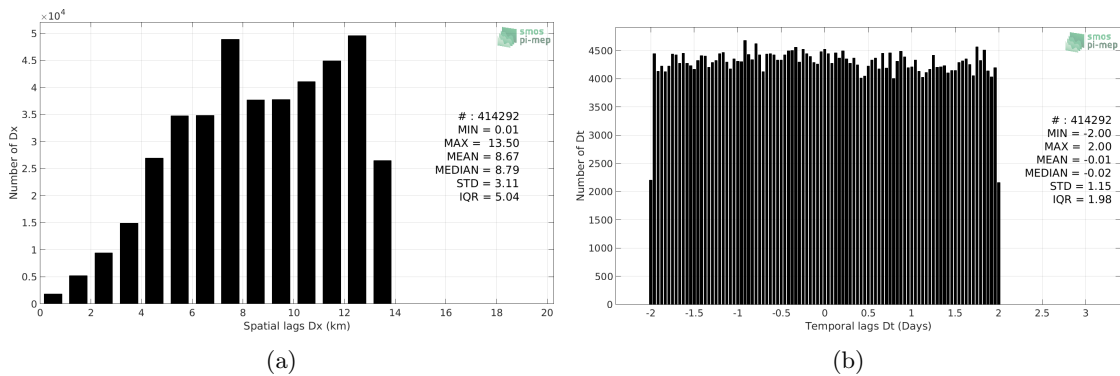 ×10⁴
5
4.5
4
3.5
3
2.5
2
1.5
1
0.5
0
Number of Dx
0 2 4 6 8 10 12 14 16 18 20
Spatial lags Dx (km)
smos
pi-mep
# : 414292
MIN = 0.01
MAX = 13.50
MEAN = 8.67
MEDIAN = 8.79
STD = 3.11
IQR = 5.04
(a)
4500
4000
3500
3000
2500
2000
1500
1000
500
0
Number of Dt
-2 -1.5 -1 -0.5 0 0.5 1 1.5 2 2.5 3
Temporal lags Dt (Days)
smos
pi-mep
# : 414292
MIN = -2.00
MAX = 2.00
MEAN = -0.01
MEDIAN = -0.02
STD = 1.15
IQR = 1.98
(b)